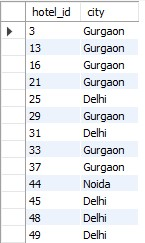 hotel_id city
3 Gurgaon
13 Gurgaon
16 Gurgaon
21 Gurgaon
25 Delhi
29 Gurgaon
31 Delhi
33 Gurgaon
37 Gurgaon
44 Noida
45 Delhi
48 Delhi
49 Delhi